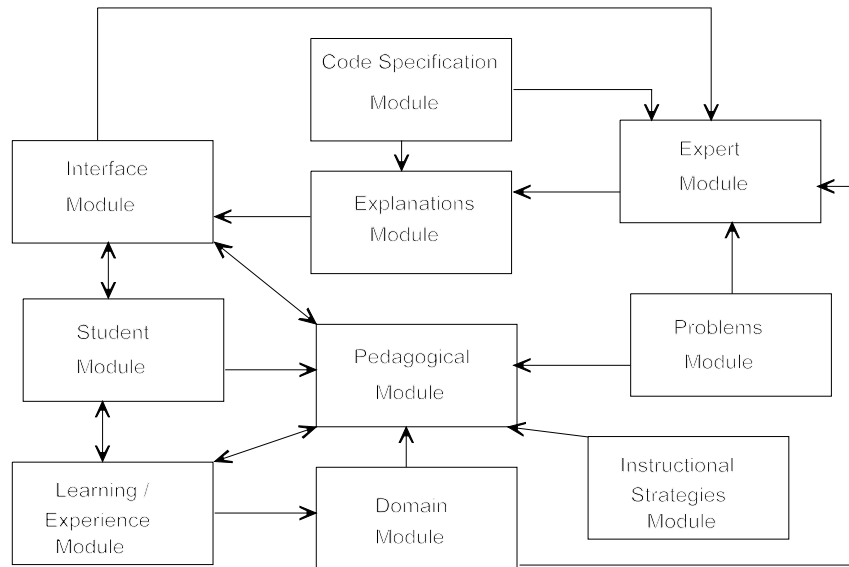 Code Specification
Module
Interface
Module
Expert
Module
Explanations
Module
Student
Module
Pedagogical
Module
Problems
Module
Learning /
Experience
Module
Domain
Module
Instructional
Strategies
Module